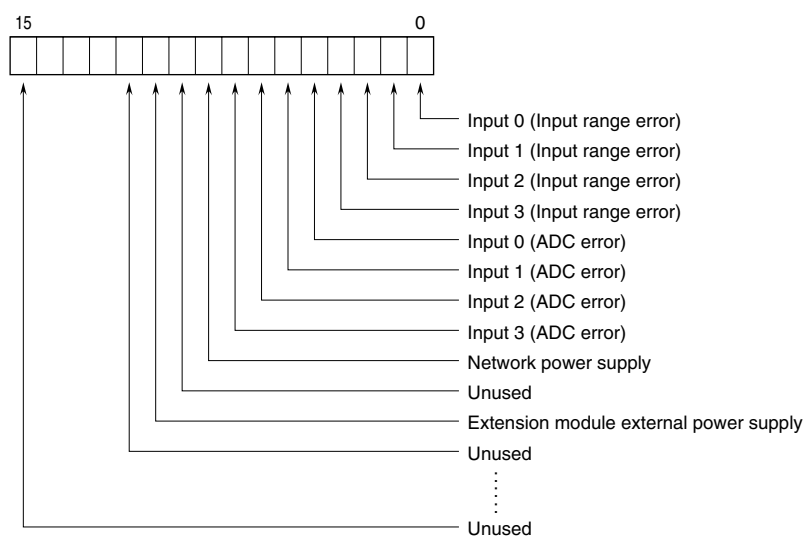 15 0
Input 0 (Input range error)
Input 1 (Input range error)
Input 2 (Input range error)
Input 3 (Input range error)
Input 0 (ADC error)
Input 1 (ADC error)
Input 2 (ADC error)
Input 3 (ADC error)
Network power supply
Unused
Extension module external power supply
Unused
Unused